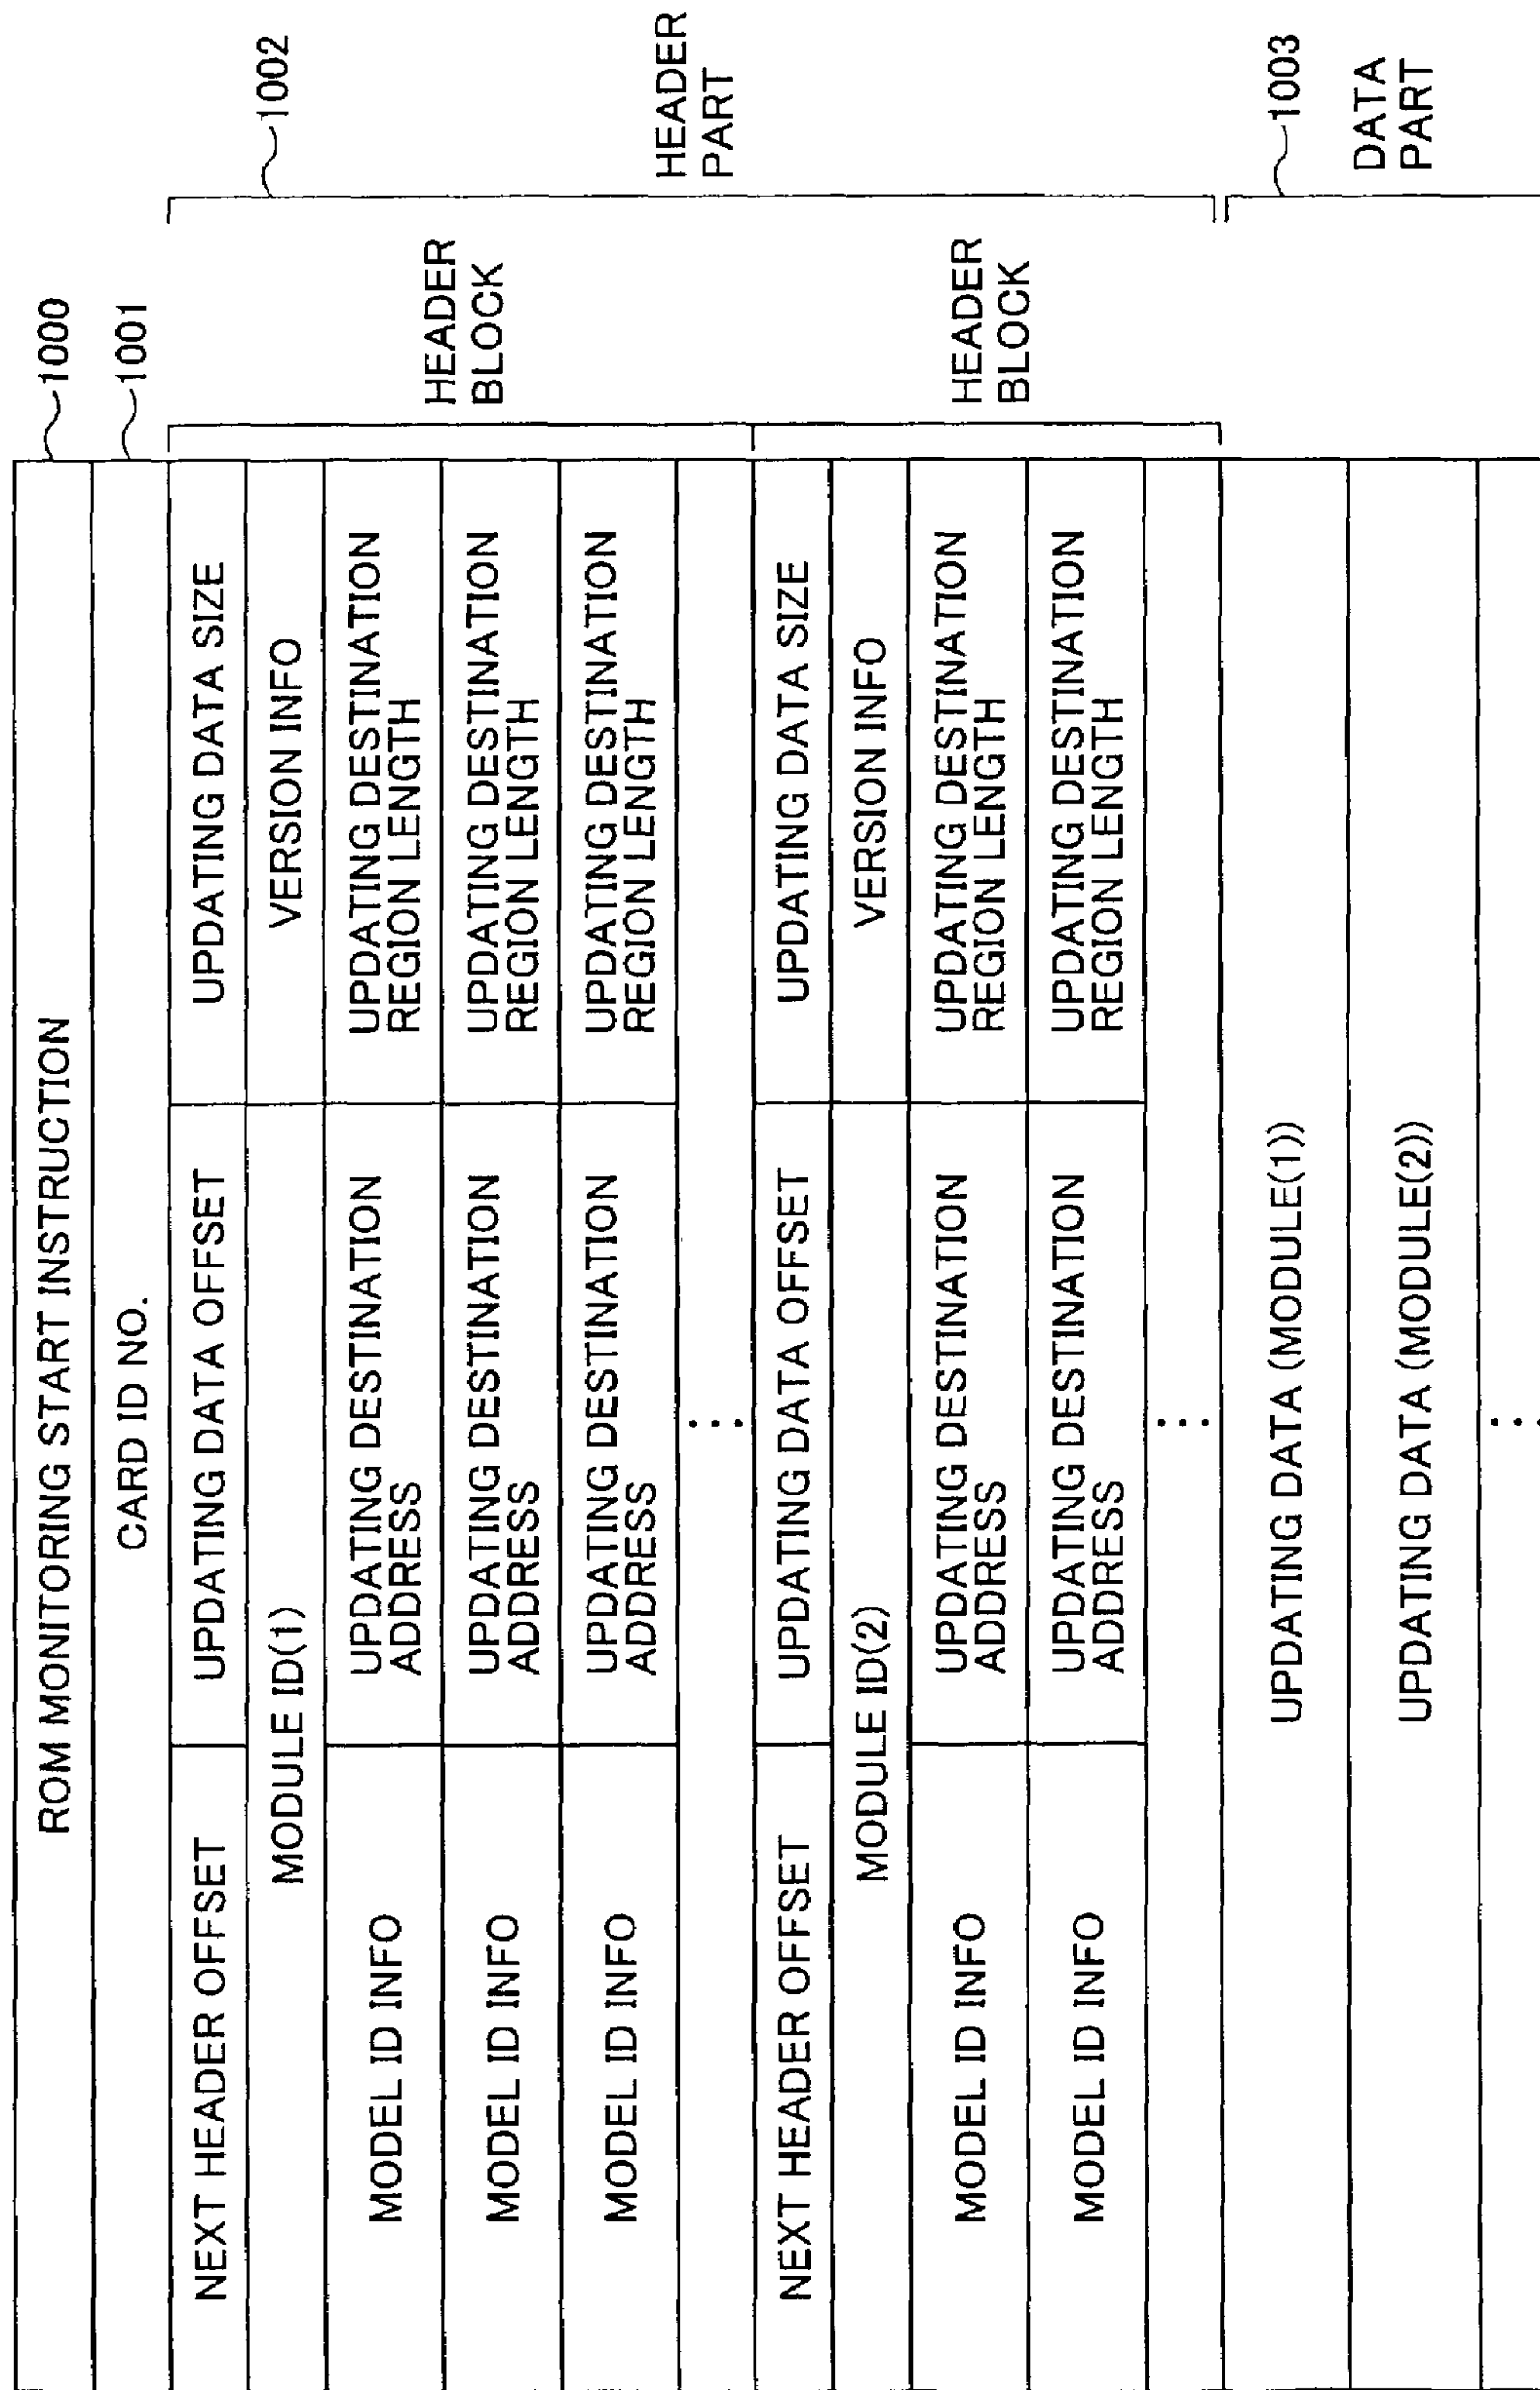 ROM MONITORING START INSTRUCTION
1000
CARD ID NO.
1001
NEXT HEADER OFFSET
UPDATING DATA OFFSET
UPDATING DATA SIZE
1002
MODULE ID(1)
VERSION INFO
MODEL ID INFO
UPDATING DESTINATION
ADDRESS
UPDATING DESTINATION
REGION LENGTH
MODEL ID INFO
UPDATING DESTINATION
ADDRESS
UPDATING DESTINATION
REGION LENGTH
MODEL ID INFO
UPDATING DESTINATION
ADDRESS
UPDATING DESTINATION
REGION LENGTH
...
HEADER
BLOCK
HEADER
PART
NEXT HEADER OFFSET
UPDATING DATA OFFSET
UPDATING DATA SIZE
MODULE ID(2)
VERSION INFO
MODEL ID INFO
UPDATING DESTINATION
ADDRESS
UPDATING DESTINATION
REGION LENGTH
MODEL ID INFO
UPDATING DESTINATION
ADDRESS
UPDATING DESTINATION
REGION LENGTH
...
HEADER
BLOCK
UPDATING DATA (MODULE(1))
1003
UPDATING DATA (MODULE(2))
DATA
PART
...